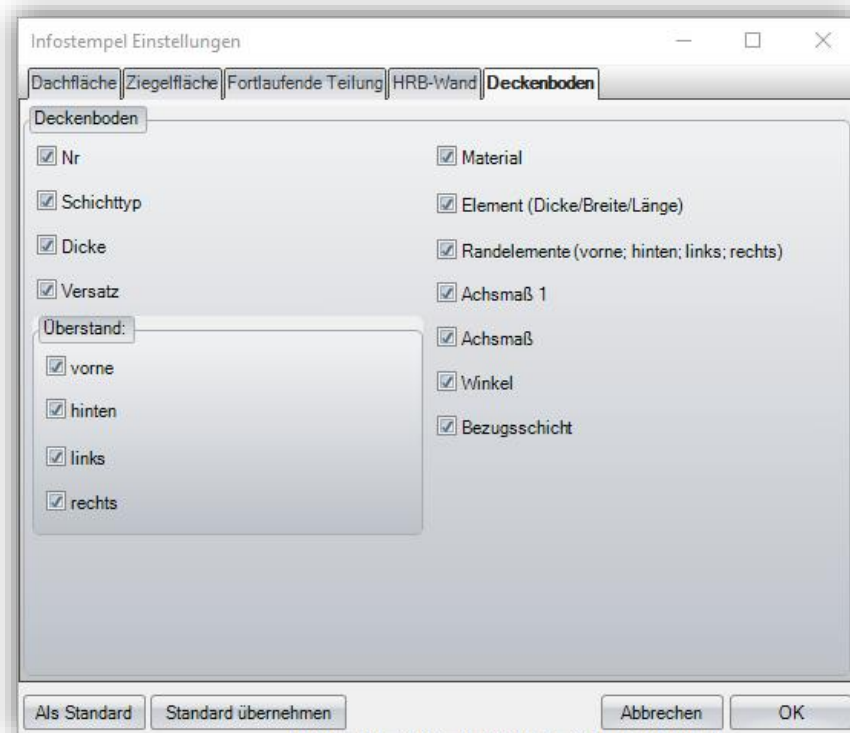 Infostempel Einstellungen
Dachfläche Ziegelfläche Fortlaufende Teilung HRB-Wand Deckenboden
Deckenboden
Nr
Schichttyp
Dicke
Versatz
Überstand:
vorne
hinten
links
rechts
Material
Element (Dicke/Breite/Länge)
Randelemente (vorne; hinten; links; rechts)
Achsmaß 1
Achsmaß
Winkel
Bezugsschicht
Als Standard Standard übernehmen Abbrechen OK